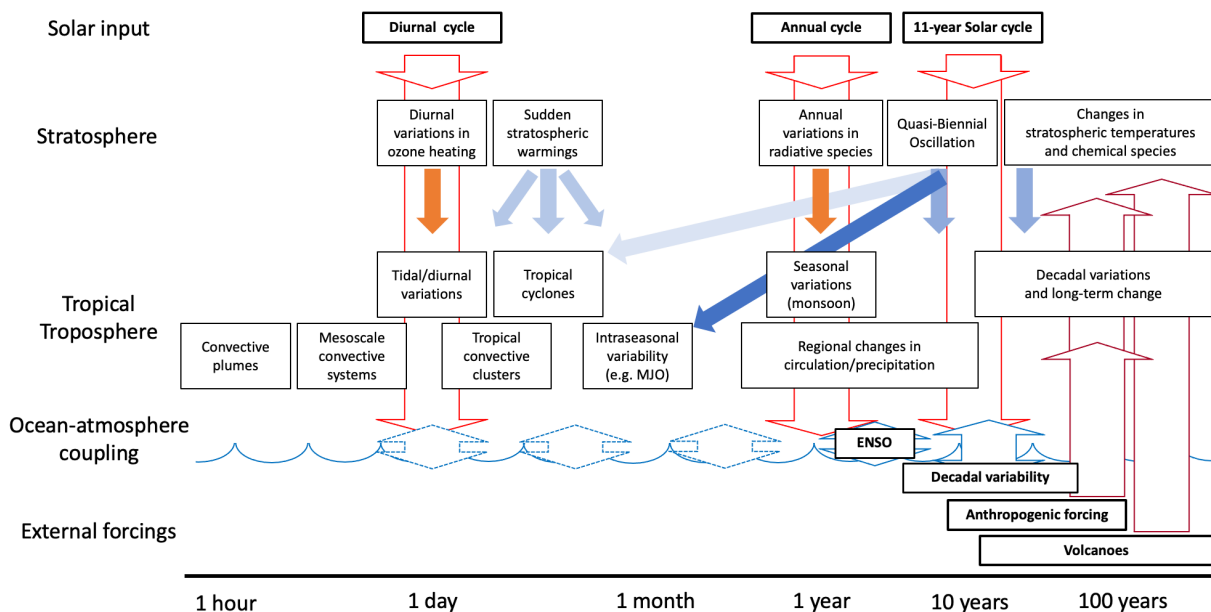 Solar input
Diurnal cycle
Annual cycle
11-year Solar cycle
Stratosphere
Diurnal
variations in
ozone heating
Sudden
stratospheric
warmings
Annual
variations in
radiative species
Quasi-Biennial
Oscillation
Changes in
stratospheric temperatures
and chemical species
Tropical
Troposphere
Tidal/diurnal
variations
Tropical
cyclones
Seasonal
variations
(monsoon)
Decadal variations
and long-term change
Convective
plumes
Mesoscale
convective
systems
Tropical
convective
clusters
Intraseasonal
variability
(e.g. MJO)
Regional changes in
circulation/precipitation
Ocean-atmosphere
coupling
ENSO
Decadal variability
External forcings
Anthropogenic forcing
Volcanoes
1 hour
1 day
1 month
1 year
10 years
100 years